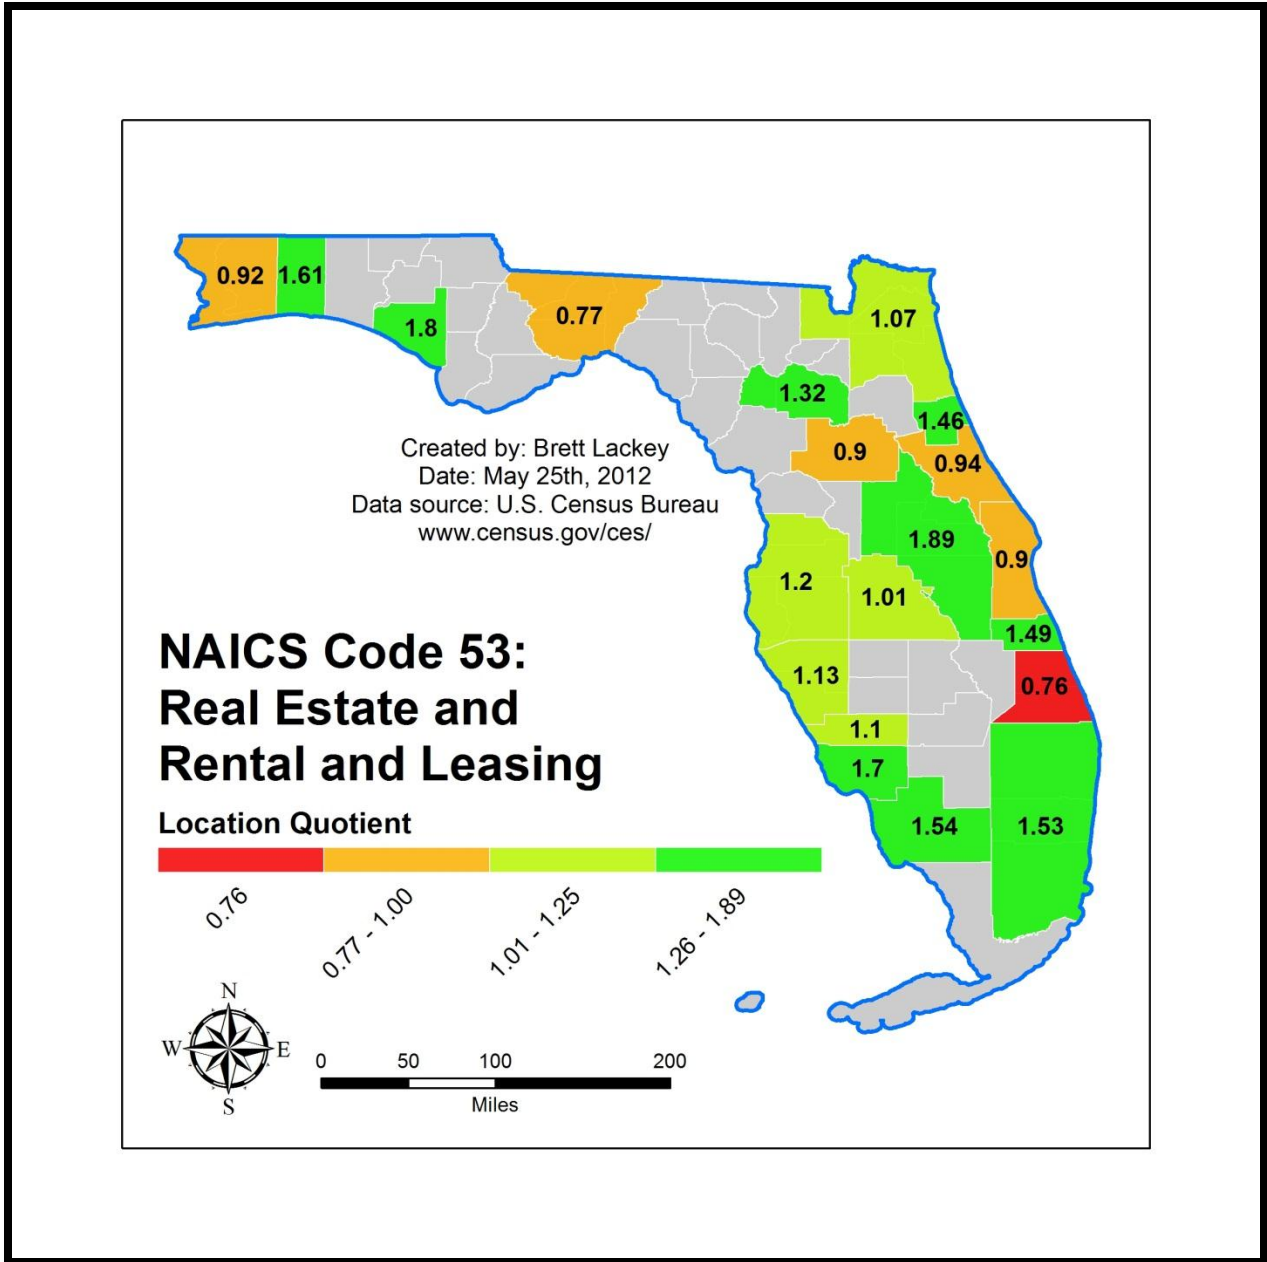 0.92
1.61
1.8
0.77
1.07
1.32
1.46
0.9
0.94
1.89
0.9
1.2
1.01
1.49
1.13
0.76
1.1
1.7
1.54
1.53
Created by: Brett Lackey
Date: May 25th, 2012
Data source: U.S. Census Bureau
www.census.gov/ces/
NAICS Code 53:
Real Estate and
Rental and Leasing
Location Quotient
0.76
0.77 - 1.00
1.01 - 1.25
1.26 - 1.89
N
W E
S
0 50 100 200
Miles